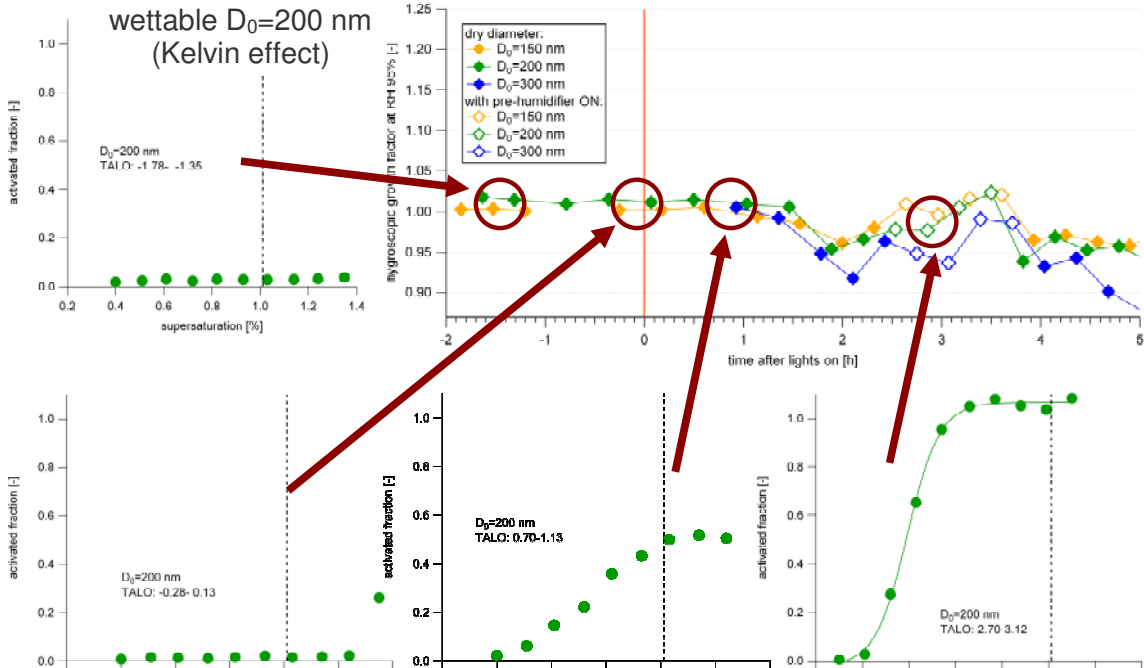 wettable D₀=200 nm
(Kelvin effect)
activated fraction [-]
1.0
0.8
0.6
0.4
0.2
0.0
D₀=200 nm
TALO: -1.78- -1.35
0.2 0.4 0.6 0.8 1.0 1.2 1.4
supersaturation [%]
hygroscopic growth factor at RH 95% [-]
1.25
1.20
1.15
1.10
1.05
1.00
0.95
0.90
dry diameter:
D₀=150 nm
D₀=200 nm
D₀=300 nm
with pre-humidifier ON:
D₀=150 nm
D₀=200 nm
D₀=300 nm
-2 -1 0 1 2 3 4 5
time after lights on [h]
activated fraction [-]
1.0
0.8
0.6
0.4
0.2
0.0
D₀=200 nm
TALO: -0.28- 0.13
activated fraction [-]
1.0
0.8
0.6
0.4
0.2
0.0
D₀=200 nm
TALO: 0.70-1.13
activated fraction [-]
1.0
0.8
0.6
0.4
0.2
0.0
D₀=200 nm
TALO: 2.70-3.12